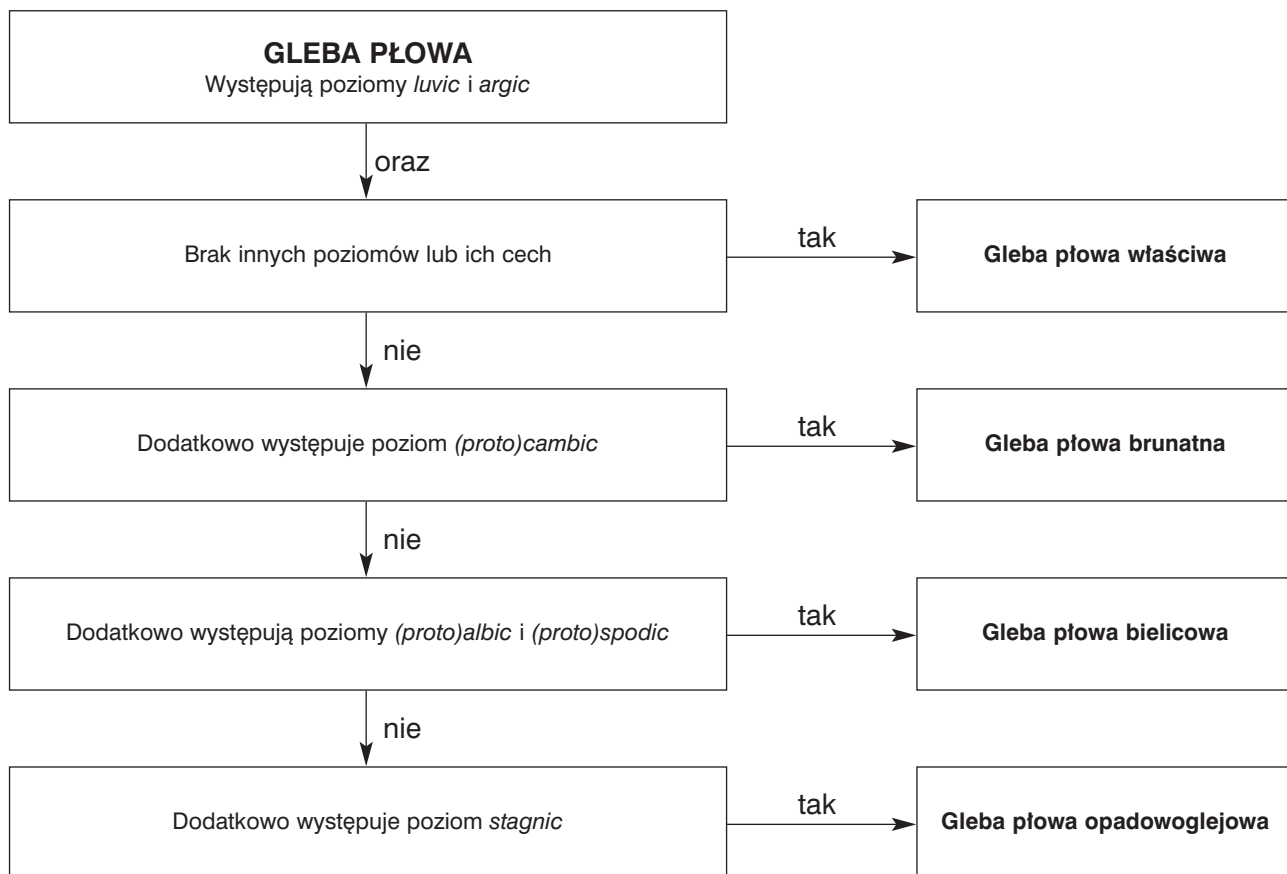 GLEBA PŁOWA
Występują poziomy luvic i argic
oraz
Brak innych poziomów lub ich cech
tak
Gleba płowa właściwa
nie
Dodatkowo występuje poziom (proto)cambic
tak
Gleba płowa brunatna
nie
Dodatkowo występują poziomy (proto)albic i (proto)spodic
tak
Gleba płowa bielicowa
nie
Dodatkowo występuje poziom stagnic
tak
Gleba płowa opadowoglejowa